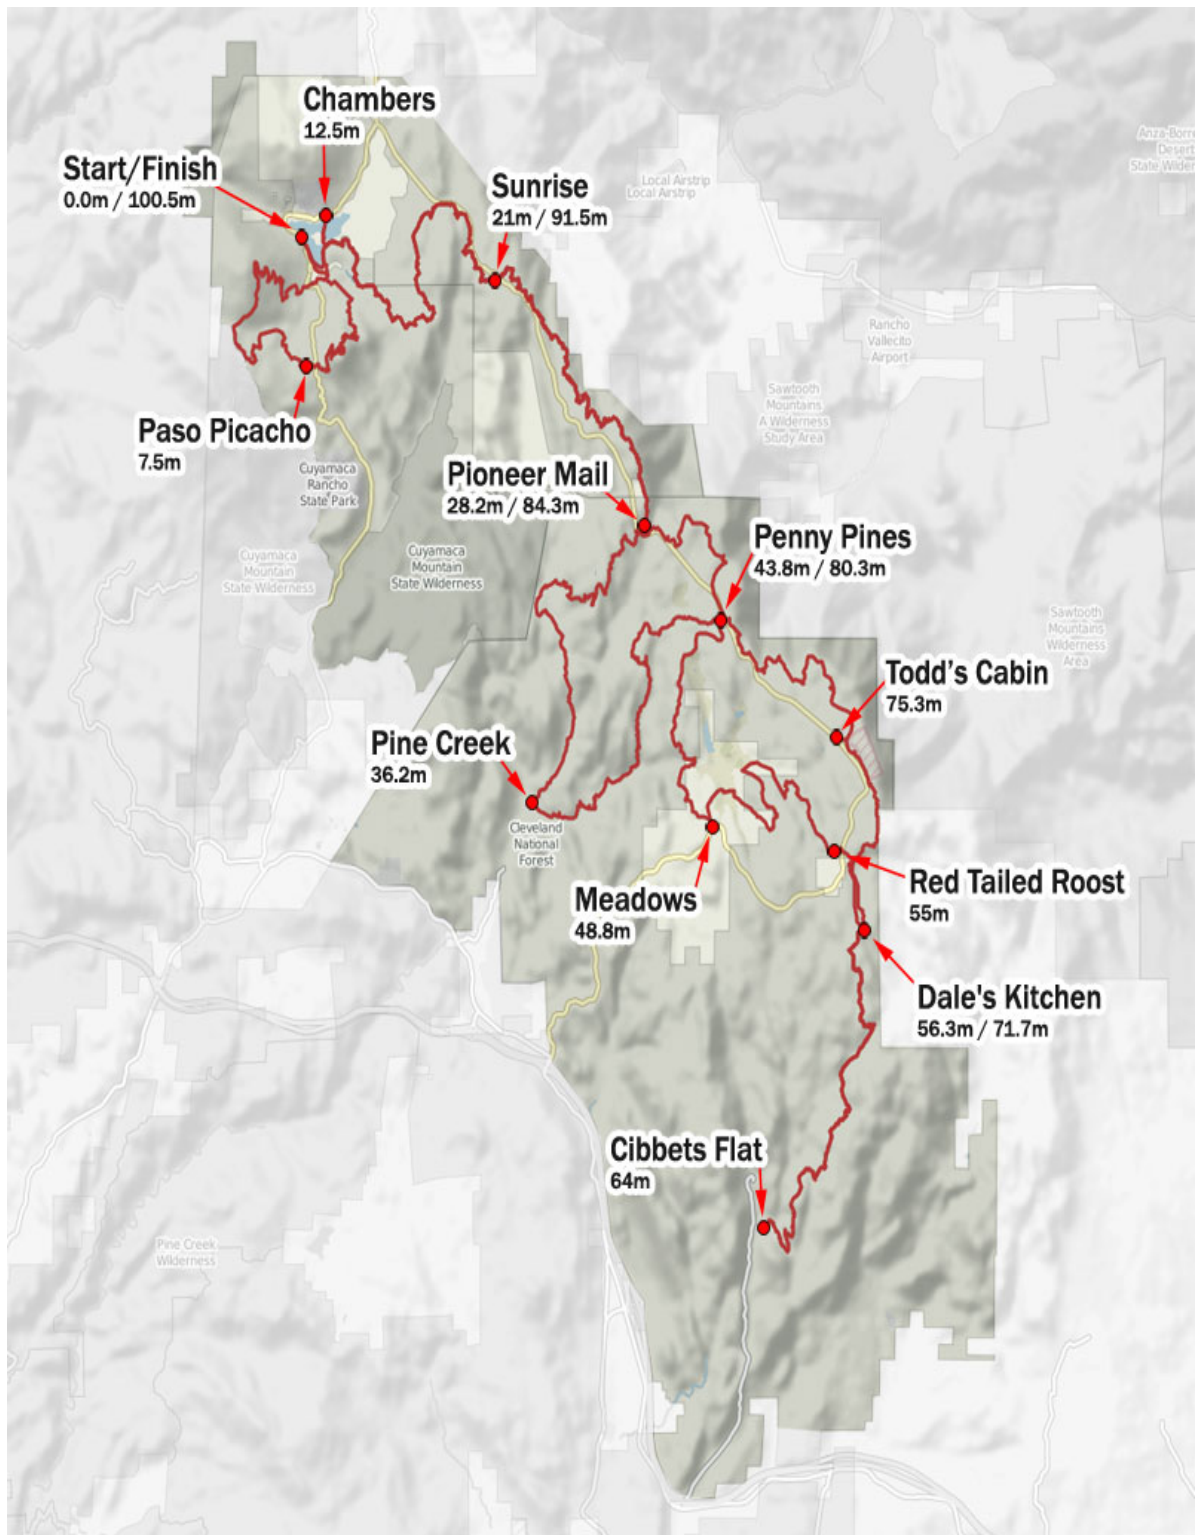 Chambers
12.5m
Start/Finish
0.0m / 100.5m
Sunrise
21m / 91.5m
Local Airstrip
Local Airstrip
Anza-Borre
Desert
State Wilder
Rancho
Vallecito
Airport
Sawtooth
Mountains
A Wilderness
Study Area
Paso Picacho
7.5m
Cuyamaca
Rancho
State Park
Pioneer Mail
28.2m / 84.3m
Penny Pines
43.8m / 80.3m
Cuyamaca
Mountain
State Wilderness
Cuyamaca
Mountain
State Wilderness
Sawtooth
Mountains
Wilderness
Area
Todd's Cabin
75.3m
Pine Creek
36.2m
Cleveland
National
Forest
Meadows
48.8m
Red Tailed Roost
55m
Dale's Kitchen
56.3m / 71.7m
Cibbets Flat
64m
Pine Creek
Wilderness